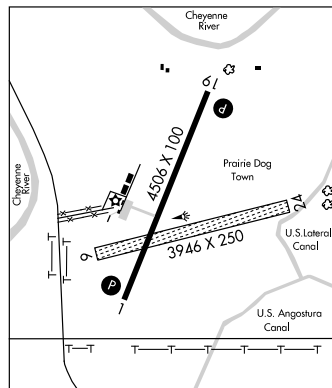 Cheyenne
River
19
P
4506 X 100
Prairie Dog
Town
Cheyenne
River
24
6
3946 X 250
U.S.Lateral
Canal
P
1
U.S. Angostura
Canal
T T
T T
T T T T T T T